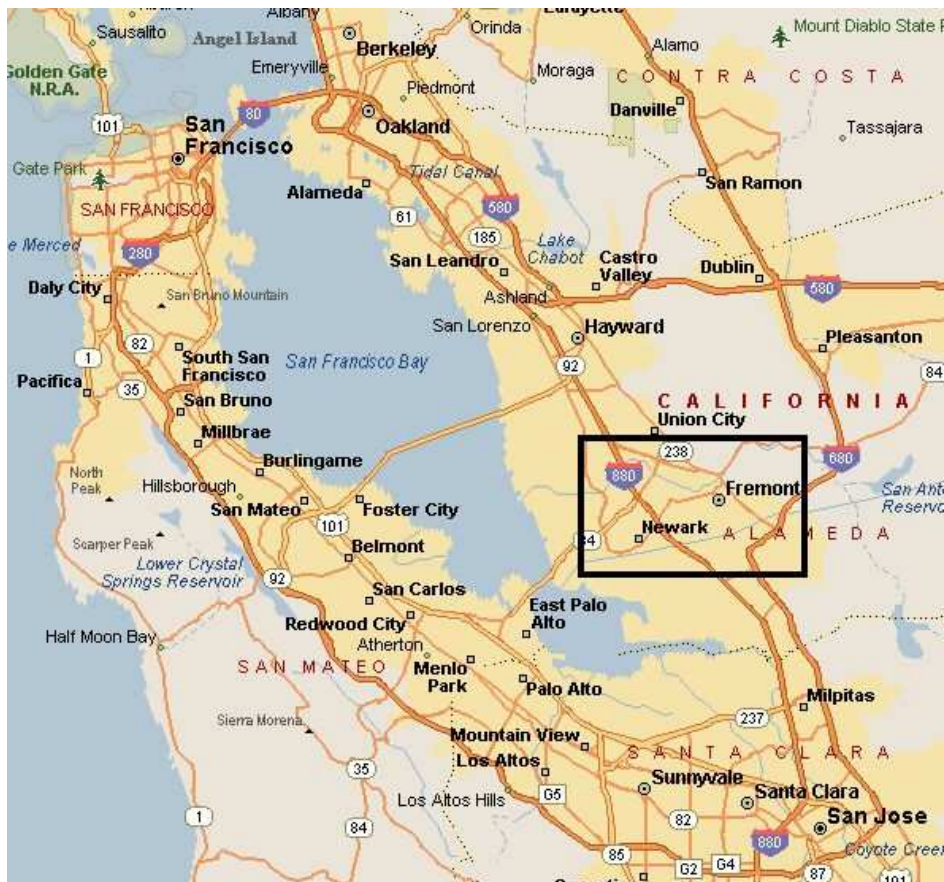 Albany
Orinda
Sausalito
Angel Island
Berkeley
Mount Diablo State
Alamo
Emeryville
Moraga
CONTRA COSTA
Golden Gate
N.R.A.
Piedmont
Danville
101
80
San
Francisco
Oakland
Tassajara
Gate Park
Tidal Canal
Alameda
San Ramon
SAN FRANCISCO
61
580
185
Lake
Chabot
Merced
280
San Leandro
Castro
Valley
Dublin
Daly City
San Bruno Mountain
Ashland
580
San Lorenzo
Hayward
1
82
South San
Francisco
San Francisco Bay
92
Pleasanton
84
Pacifica
35
San Bruno
CALIFORNIA
Union City
Millbrae
238
680
Burlingame
880
North
Peak
Hillsborough
San Mateo
Foster City
Fremont
San
101
Newark
84
ALAMEDA
Scarper Peak
Belmont
Lower Crystal
Springs Reservoir
92
San Carlos
Redwood City
East Palo
Alto
Half Moon Bay
Atherton
SAN MATEO
Menlo
Park
Palo Alto
Milpitas
Sierra Morena
237
Mountain View
SANTA CLARA
Los Altos
35
Sunnyvale
Santa Clara
Los Altos Hills
G5
San Jose
1
84
82
880
Coyote Creek
85
G2
G4
87
101